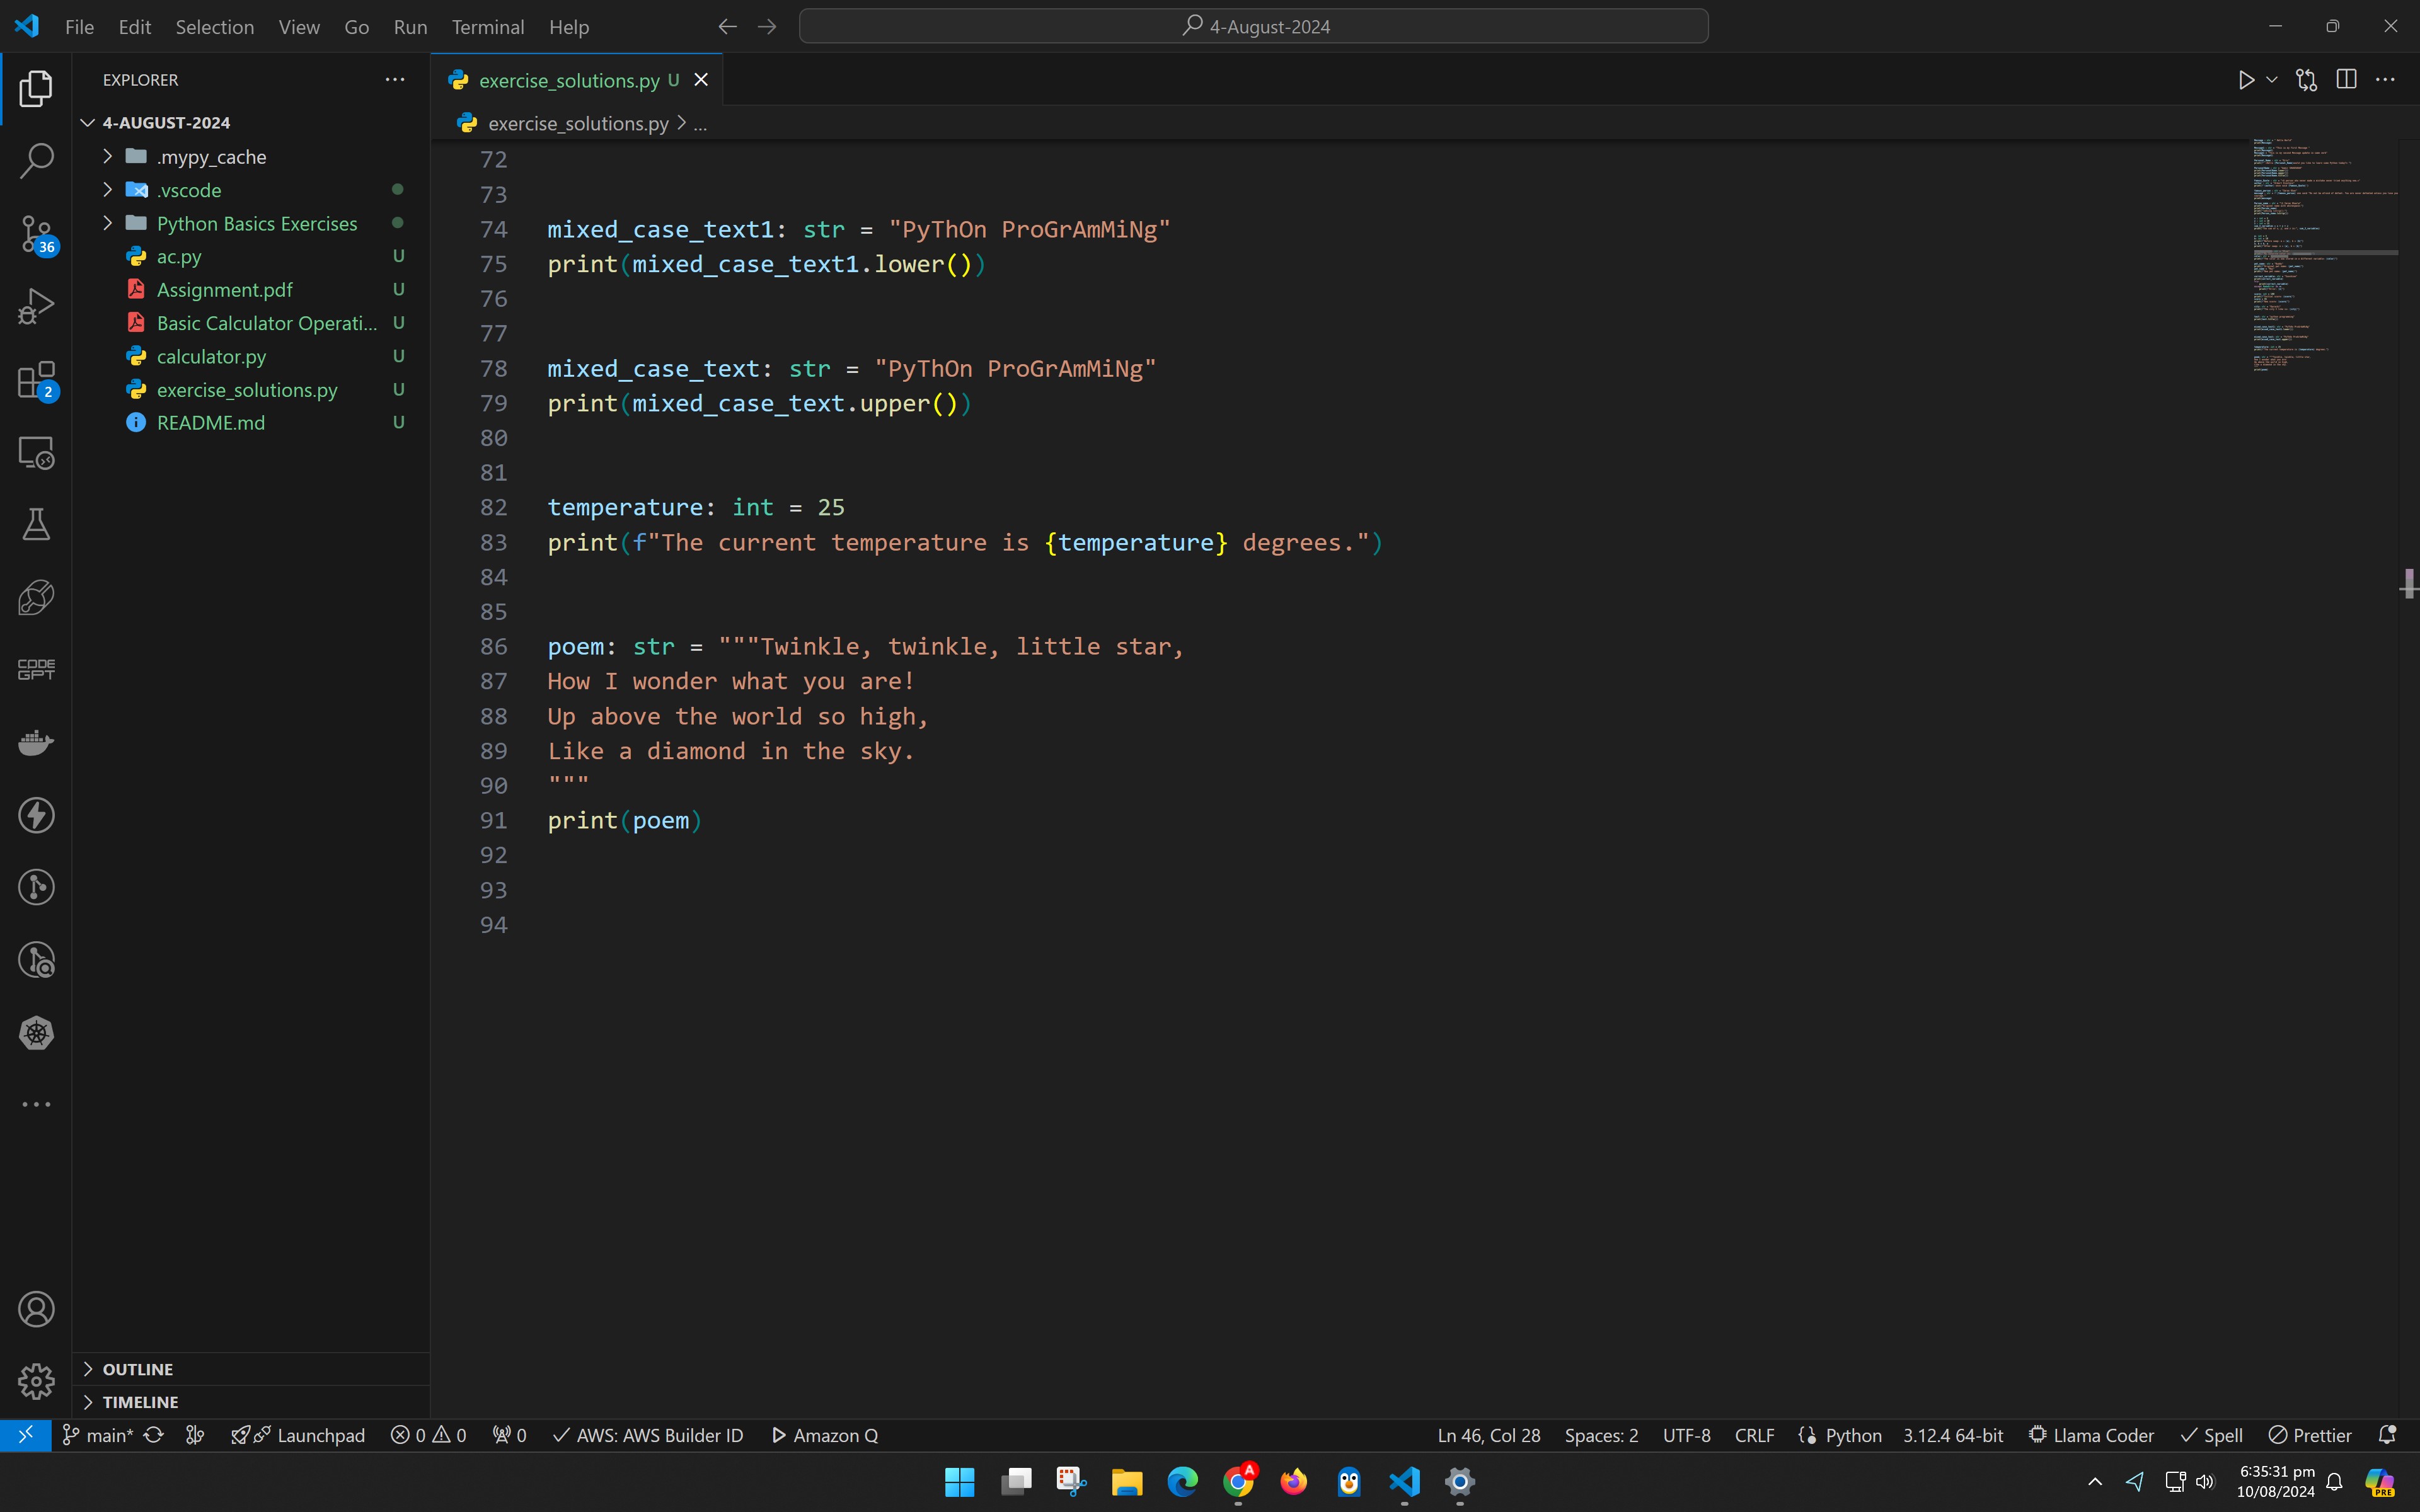 File Edit Selection View Go Run Terminal Help
4-August-2024
EXPLORER
4-AUGUST-2024
.mypy_cache
.vscode
Python Basics Exercises
ac.py U
Assignment.pdf U
Basic Calculator Operati... U
calculator.py U
exercise_solutions.py U
README.md U
36
2
CODE
GPT
OUTLINE
TIMELINE
exercise_solutions.py U
exercise_solutions.py > ...
72
73
74 mixed_case_text1: str = "PyThOn ProGrAmMiNg"
75 print(mixed_case_text1.lower())
76
77
78 mixed_case_text: str = "PyThOn ProGrAmMiNg"
79 print(mixed_case_text.upper())
80
81
82 temperature: int = 25
83 print(f"The current temperature is {temperature} degrees.")
84
85
86 poem: str = """Twinkle, twinkle, little star,
87 How I wonder what you are!
88 Up above the world so high,
89 Like a diamond in the sky.
90 """
91 print(poem)
92
93
94
main* Launchpad 0 0 0 AWS: AWS Builder ID Amazon Q Ln 46, Col 28 Spaces: 2 UTF-8 CRLF Python 3.12.4 64-bit Llama Coder Spell Prettier
A
6:35:31 pm
10/08/2024
PRE